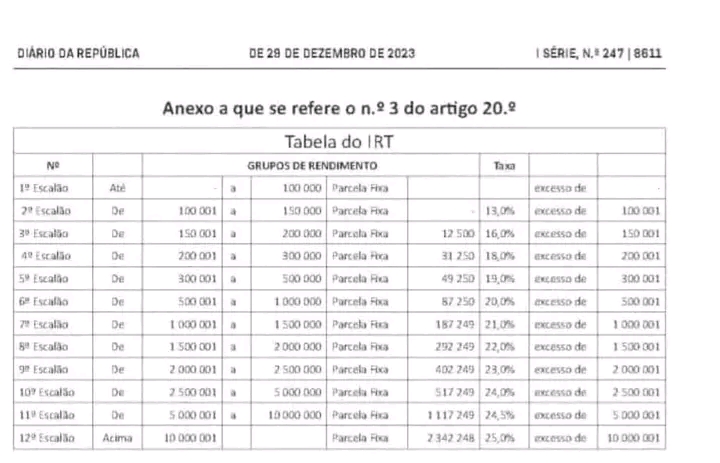 DIÁRIO DA REPÚBLICA DE 29 DE DEZEMBRO DE 2023 I SÉRIE, N.º 247 | 8611
Anexo a que se refere o n.º 3 do artigo 20.º
Tabela do IRT
Nº GRUPOS DE RENDIMENTO Taxa
1º Escalão Até - a 100 000 Parcela Fixa excesso de -
2º Escalão De 100 001 a 150 000 Parcela Fixa - 13,0% excesso de 100 001
3º Escalão De 150 001 a 200 000 Parcela Fixa 12 500 16,0% excesso de 150 001
4º Escalão De 200 001 a 300 000 Parcela Fixa 31 250 18,0% excesso de 200 001
5º Escalão De 300 001 a 500 000 Parcela Fixa 49 250 19,0% excesso de 300 001
6º Escalão De 500 001 a 1 000 000 Parcela Fixa 87 250 20,0% excesso de 500 001
7º Escalão De 1 000 001 a 1 500 000 Parcela Fixa 187 249 21,0% excesso de 1 000 001
8º Escalão De 1 500 001 a 2 000 000 Parcela Fixa 292 249 22,0% excesso de 1 500 001
9º Escalão De 2 000 001 a 2 500 000 Parcela Fixa 402 249 23,0% excesso de 2 000 001
10º Escalão De 2 500 001 a 5 000 000 Parcela Fixa 517 249 24,0% excesso de 2 500 001
11º Escalão De 5 000 001 a 10 000 000 Parcela Fixa 1 117 249 24,5% excesso de 5 000 001
12º Escalão Acima 10 000 001 Parcela Fixa 2 342 248 25,0% excesso de 10 000 001